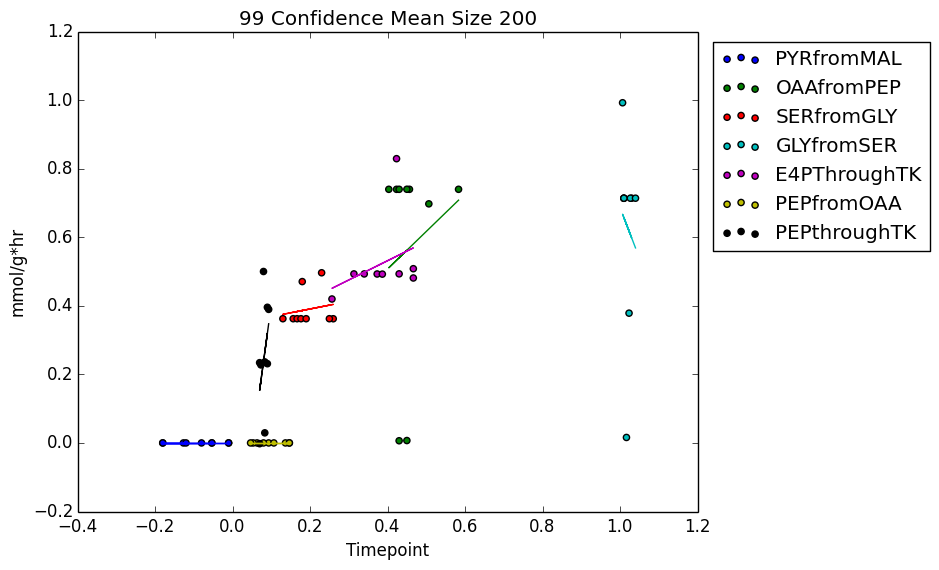 99 Confidence Mean Size 200
1.2
1.0
0.8
0.6
0.4
0.2
0.0
−0.2
mmol/g*hr
−0.4
−0.2
0.0
0.2
0.4
0.6
0.8
1.0
1.2
Timepoint
PYRfromMAL
OAAfromPEP
SERfromGLY
GLYfromSER
E4PThroughTK
PEPfromOAA
PEPthroughTK